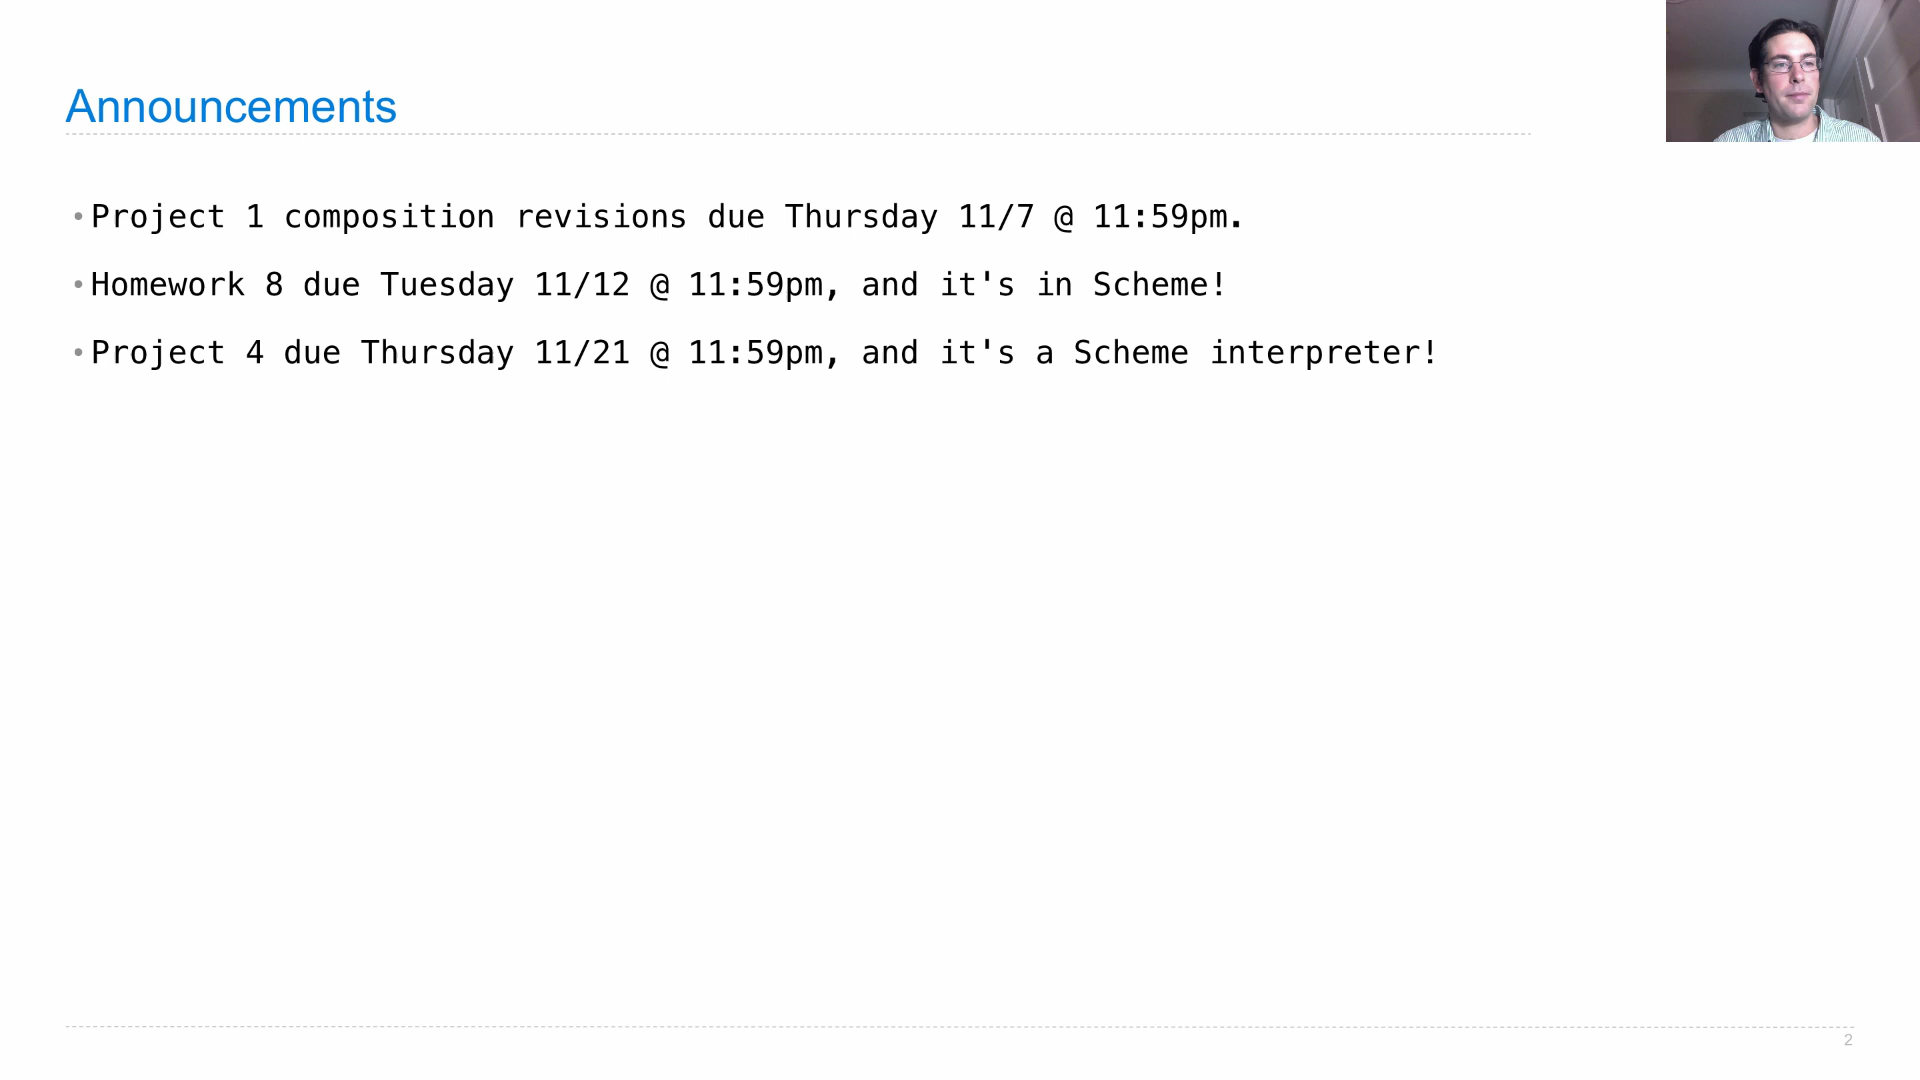 Announcements
•Project 1 composition revisions due Thursday 11/7 @ 11:59pm.
•Homework 8 due Tuesday 11/12 @ 11:59pm, and it's in Scheme!
•Project 4 due Thursday 11/21 @ 11:59pm, and it's a Scheme interpreter!
2